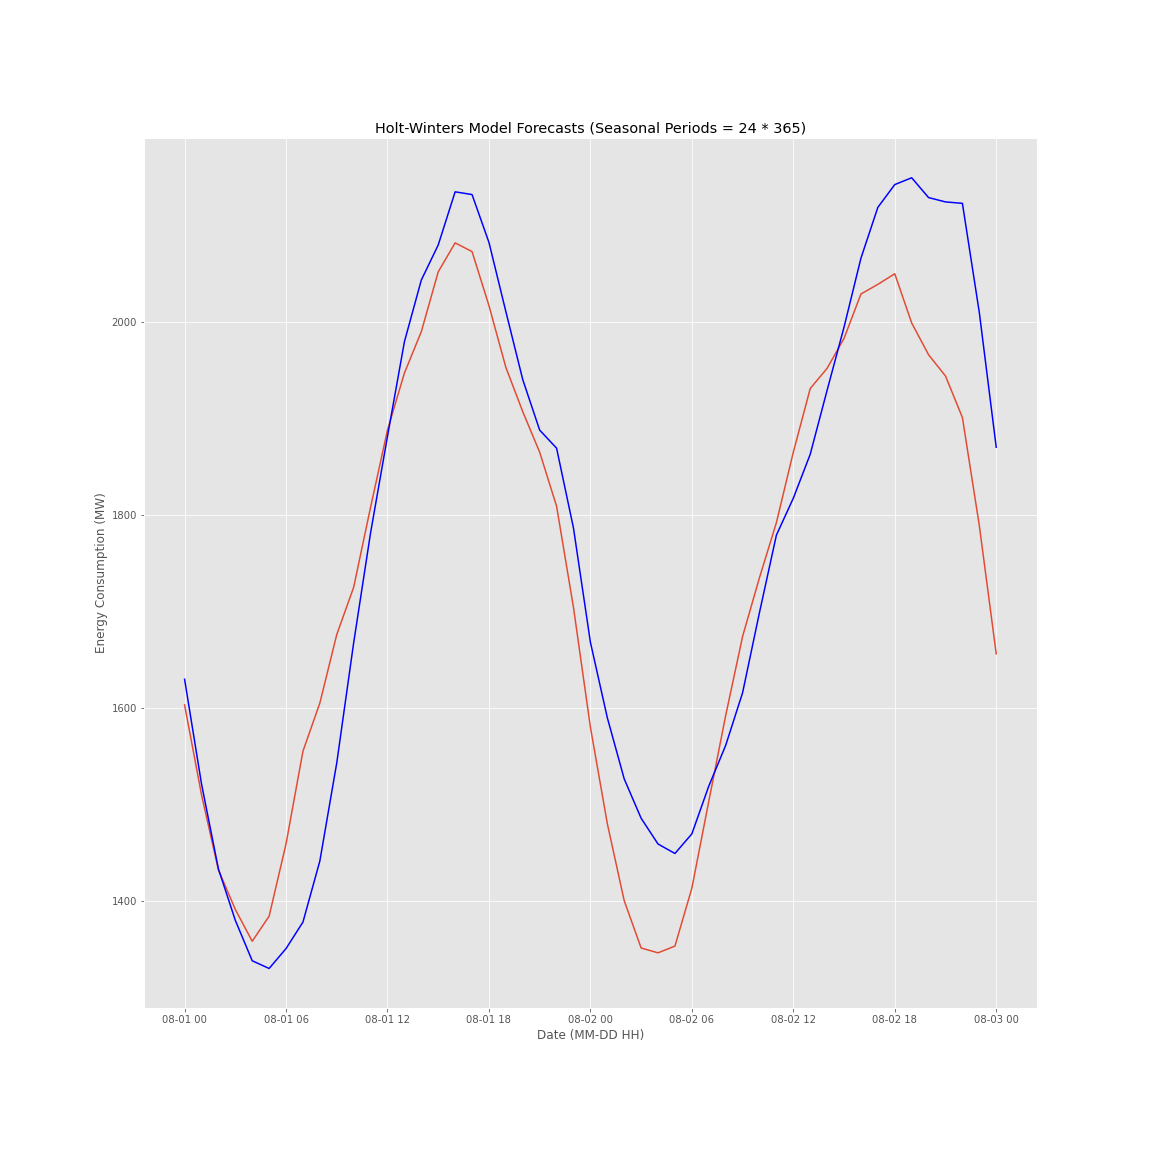 Holt-Winters Model Forecasts (Seasonal Periods = 24 * 365)
Energy Consumption (MW)
2000
1800
1600
1400
08-01 00 08-01 06 08-01 12 08-01 18 08-02 00 08-02 06 08-02 12 08-02 18 08-03 00
Date (MM-DD HH)